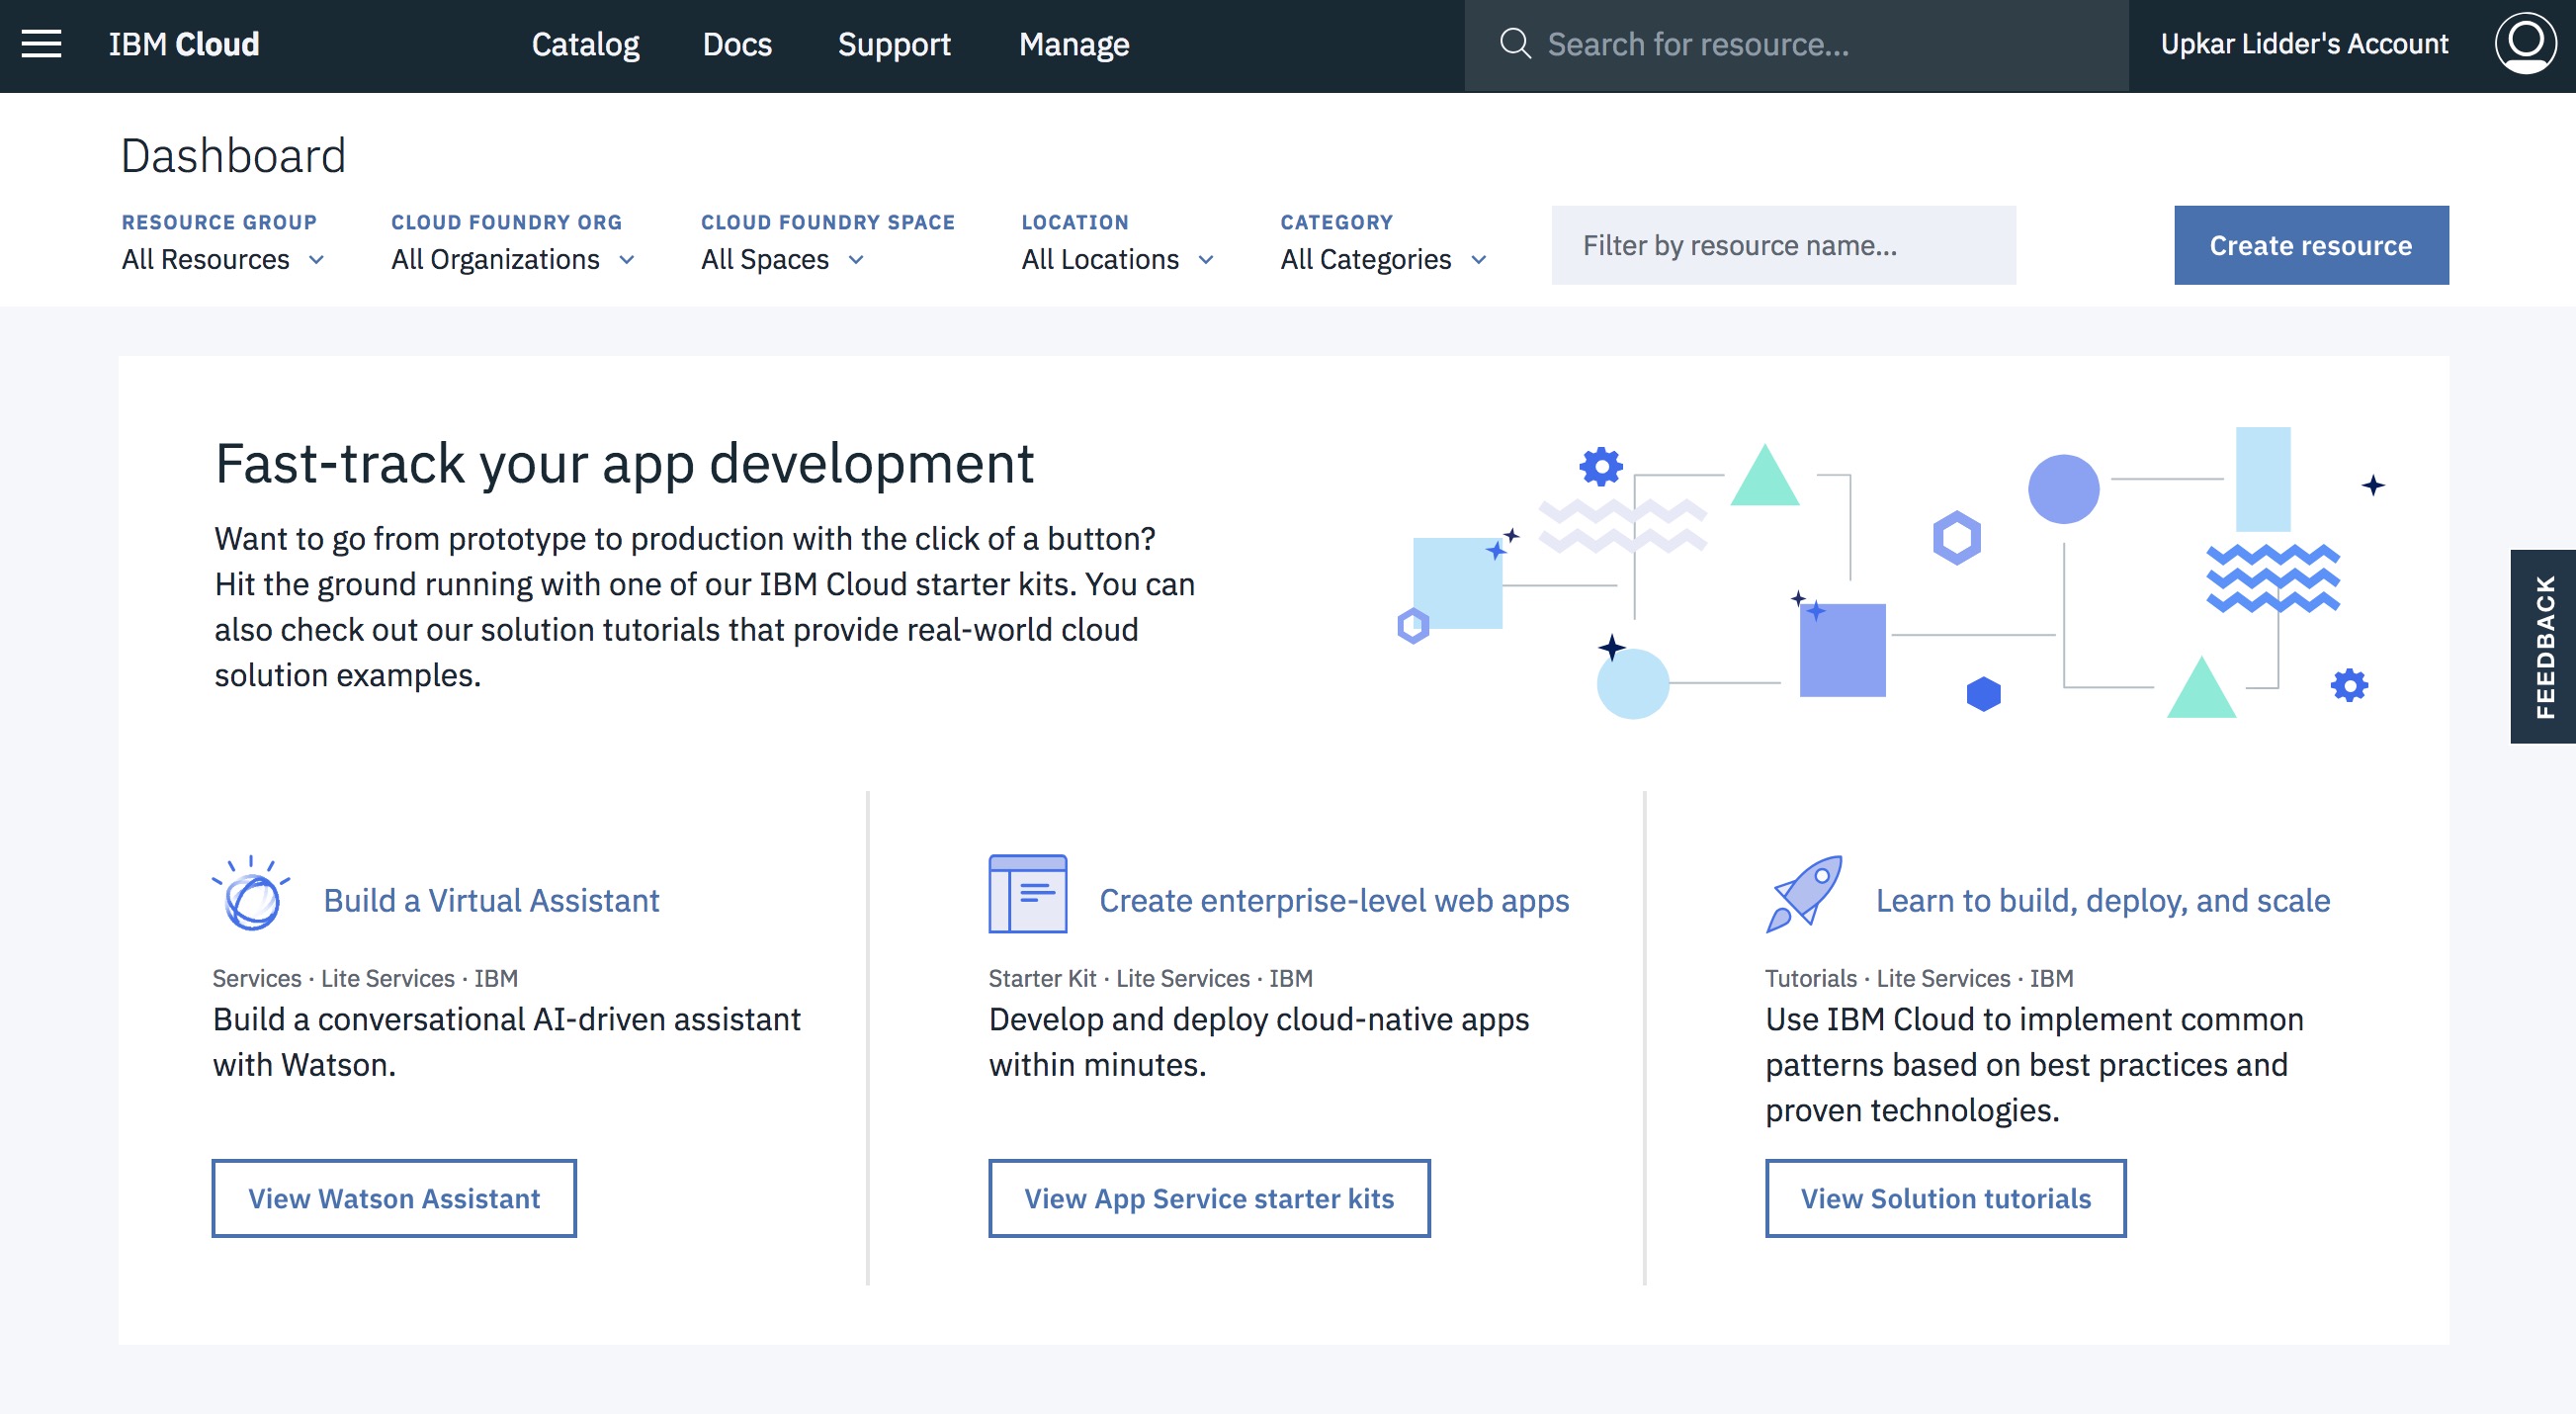 IBM Cloud Catalog Docs Support Manage Search for resource... Upkar Lidder's Account
Dashboard
RESOURCE GROUP CLOUD FOUNDRY ORG CLOUD FOUNDRY SPACE LOCATION CATEGORY
All Resources All Organizations All Spaces All Locations All Categories Filter by resource name... Create resource
Fast-track your app development
Want to go from prototype to production with the click of a button?
Hit the ground running with one of our IBM Cloud starter kits. You can
also check out our solution tutorials that provide real-world cloud
solution examples.
FEEDBACK
Build a Virtual Assistant
Services · Lite Services · IBM
Build a conversational AI-driven assistant
with Watson.
View Watson Assistant
Create enterprise-level web apps
Starter Kit · Lite Services · IBM
Develop and deploy cloud-native apps
within minutes.
View App Service starter kits
Learn to build, deploy, and scale
Tutorials · Lite Services · IBM
Use IBM Cloud to implement common
patterns based on best practices and
proven technologies.
View Solution tutorials